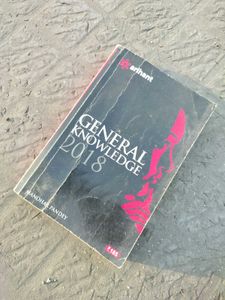 arihant
GENERAL
KNOWLEDGE
2018
MANOHAR PANDEY